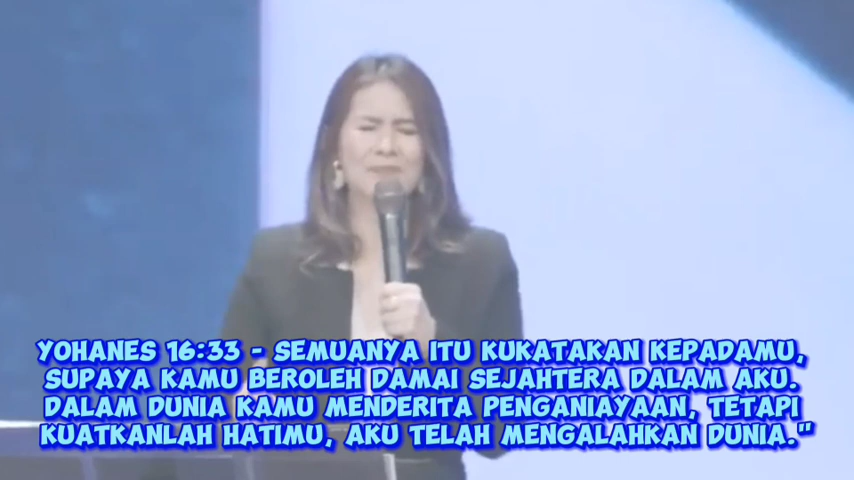 YOHANES 16:33 - SEMUANYA ITU KUKATAKAN KEPADAMU,
SUPAYA KAMU BEROLEH DAMAI SEJAHTERA DALAM AKU.
DALAM DUNIA KAMU MENDERITA PENGANIAYAAN, TETAPI
KUATKANLAH HATIMU, AKU TELAH MENGALAHKAN DUNIA."